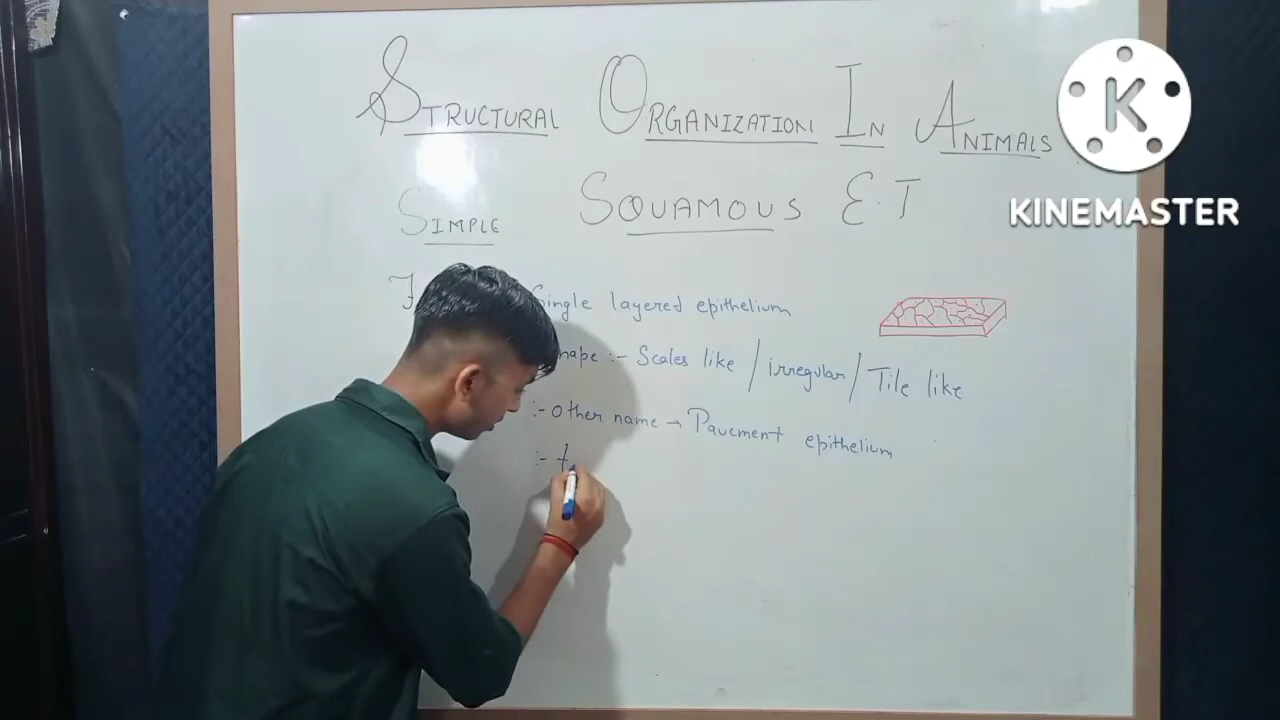 STRUCTURAL ORGANIZATION IN ANIMALS
SIMPLE SQUAMOUS E.T
Single layered epithelium
hape :- Scales like / irregular / Tile like
:- other name → Pavement epithelium
:-
KINEMASTER